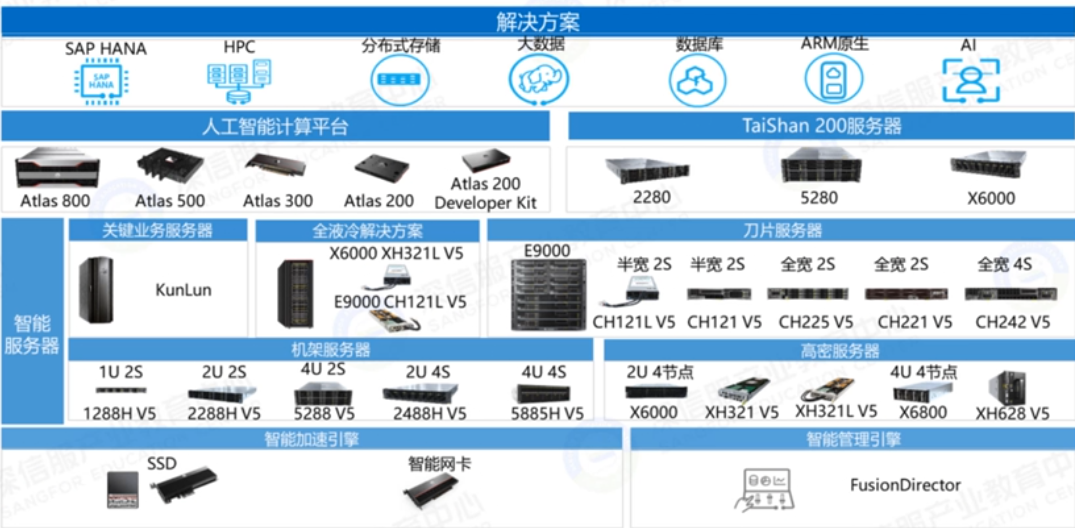 解决方案
SAP HANA HPC 分布式存储 大数据 数据库 ARM原生 AI
SAP
HANA
人工智能计算平台
Atlas 800 Atlas 500 Atlas 300 Atlas 200 Atlas 200
Developer Kit
TaiShan 200服务器
2280 5280 X6000
智能
服务器
关键业务服务器
KunLun
全液冷解决方案
X6000 XH321L V5
E9000 CH121L V5
刀片服务器
E9000 半宽 2S 半宽 2S 全宽 2S 全宽 2S 全宽 4S
CH121L V5 CH121 V5 CH225 V5 CH221 V5 CH242 V5
机架服务器
1U 2S 2U 2S 4U 2S 2U 4S 4U 4S
1288H V5 2288H V5 5288 V5 2488H V5 5885H V5
高密服务器
2U 4节点 4U 4节点
X6000 XH321 V5 XH321L V5 X6800 XH628 V5
智能加速引擎
SSD 智能网卡
智能管理引擎
FusionDirector
深信服产业教育中心
SANGFOR EDUCATION CENTER